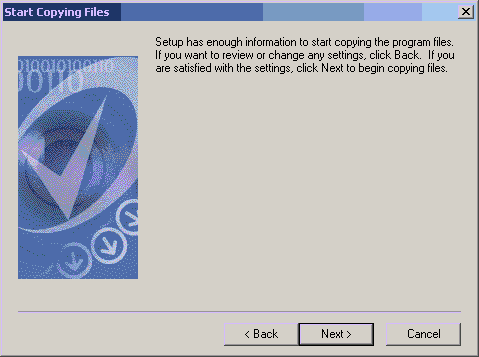 Start Copying Files
Setup has enough information to start copying the program files.
If you want to review or change any settings, click Back.  If you
are satisfied with the settings, click Next to begin copying files.
0100101001010
00110
< Back
Next >
Cancel